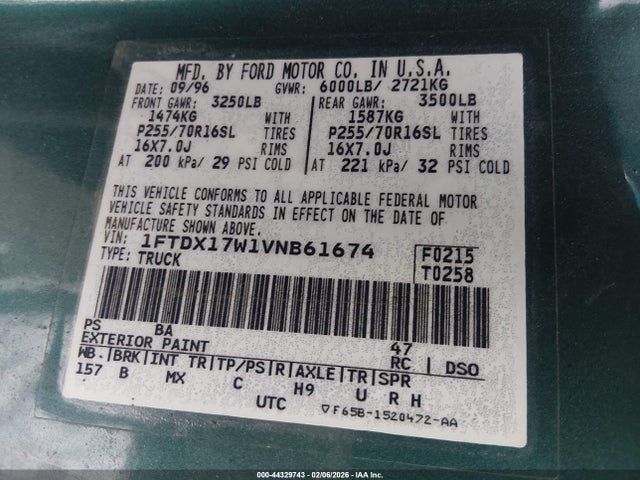 MFD. BY FORD MOTOR CO. IN U.S.A.
DATE: 09/96 GVWR: 6000LB/ 2721KG
FRONT GAWR: 3250LB REAR GAWR: 3500LB
1474KG WITH 1587KG WITH
P255/70R16SL TIRES P255/70R16SL TIRES
16X7.0J RIMS 16X7.0J RIMS
AT 200 kPa/ 29 PSI COLD AT 221 kPa/ 32 PSI COLD
THIS VEHICLE CONFORMS TO ALL APPLICABLE FEDERAL MOTOR
VEHICLE SAFETY STANDARDS IN EFFECT ON THE DATE OF
MANUFACTURE SHOWN ABOVE.
VIN: 1FTDX17W1VNB61674 F0215
TYPE: TRUCK T0258
PS BA 47
EXTERIOR PAINT RC DSO
WB. BRK INT TR TP/PS R AXLE TR SPR
157 B MX C H9 U R H
UTC ▽F65B-1520472-AA
000-44329743 - 02/06/2026 - IAA Inc.